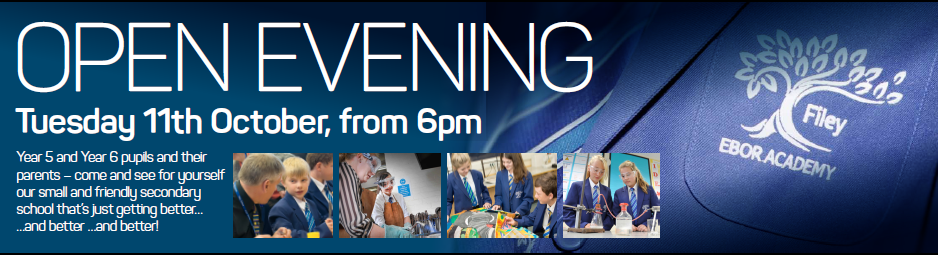 OPEN EVENING
Tuesday 11th October, from 6pm
Year 5 and Year 6 pupils and their
parents – come and see for yourself
our small and friendly secondary
school that's just getting better...
...and better ...and better!
Filey
EBOR ACADEMY